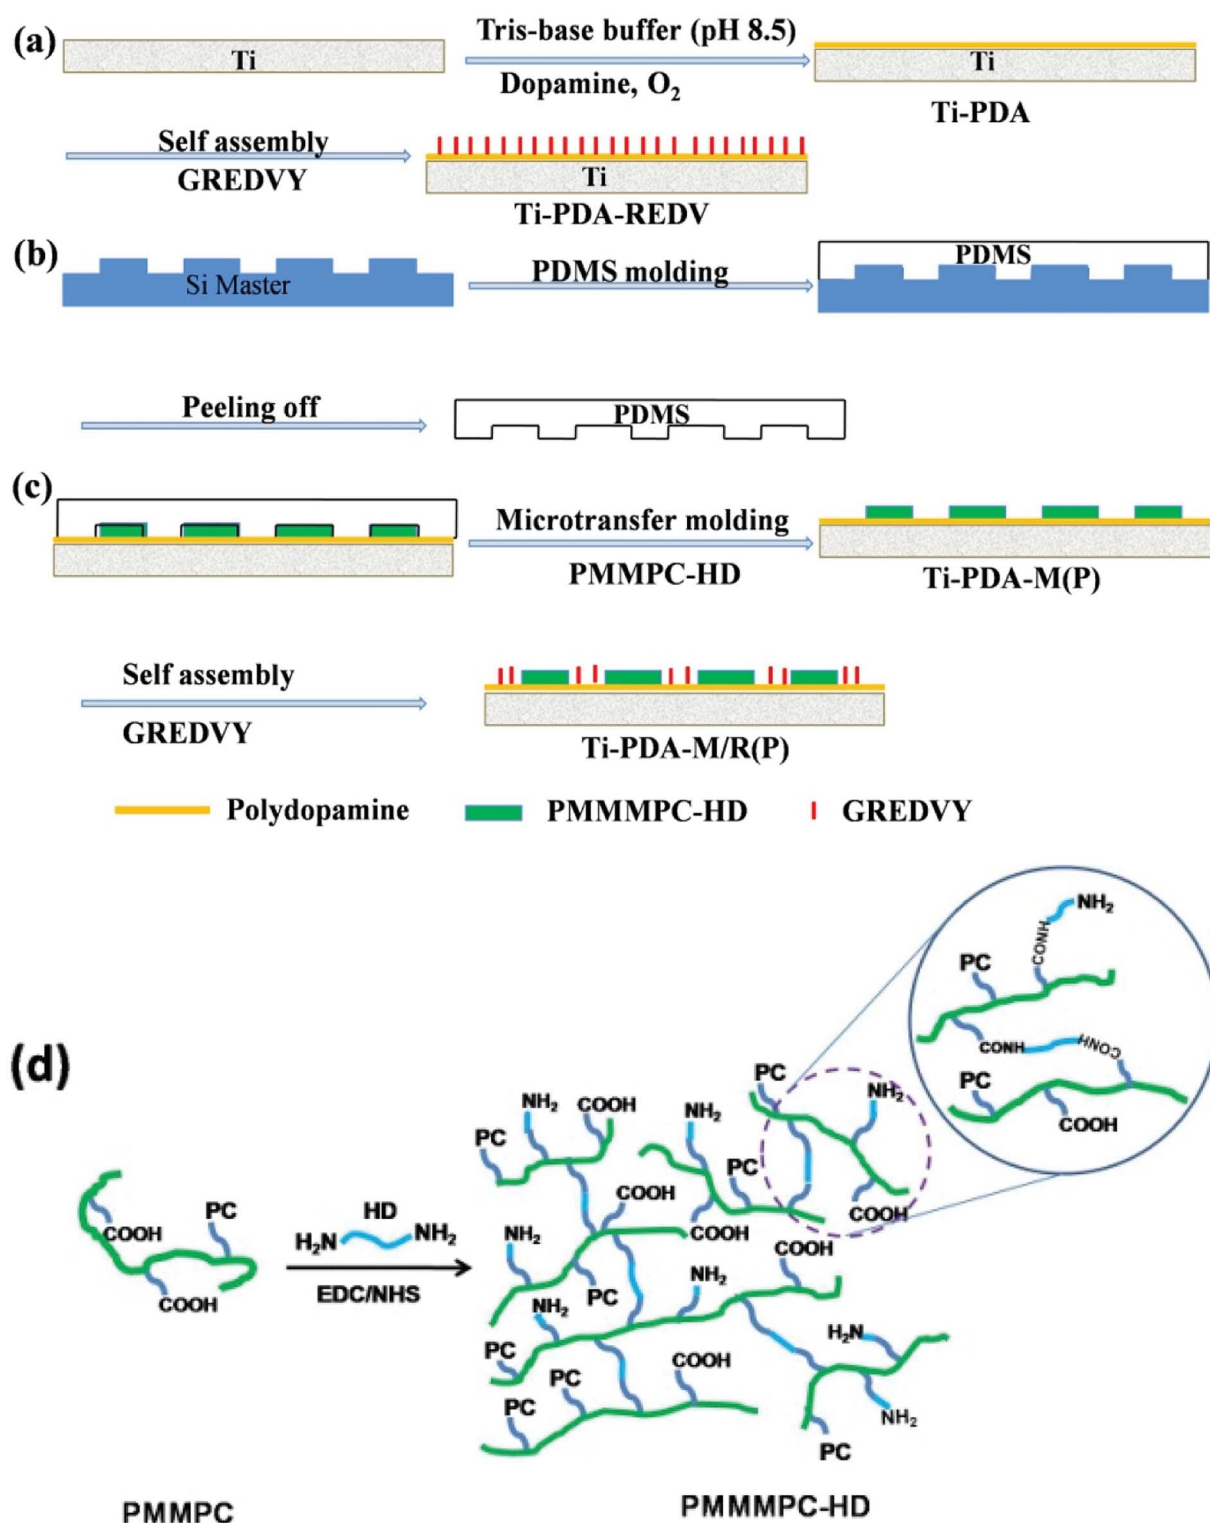 (a)
Ti
Tris-base buffer (pH 8.5)
Dopamine, O₂
Ti
Ti-PDA
Self assembly
GREDVY
Ti
Ti-PDA-REDV
(b)
Si Master
PDMS molding
PDMS
Peeling off
PDMS
(c)
Microtransfer molding
PMMPC-HD
Ti-PDA-M(P)
Self assembly
GREDVY
Ti-PDA-M/R(P)
Polydopamine
PMMMPC-HD
GREDVY
(d)
COOH
PC
COOH
PMMPC
HD
H₂N
NH₂
EDC/NHS
NH₂
COOH
PC
NH₂
PC
NH₂
PC
COOH
COOH
COOH
NH₂
PC
NH₂
COOH
NH₂
PC
COOH
PC
PC
H₂N
NH₂
PC
PMMMPC-HD
NH₂
CONH
PC
CONH
CONH
PC
COOH